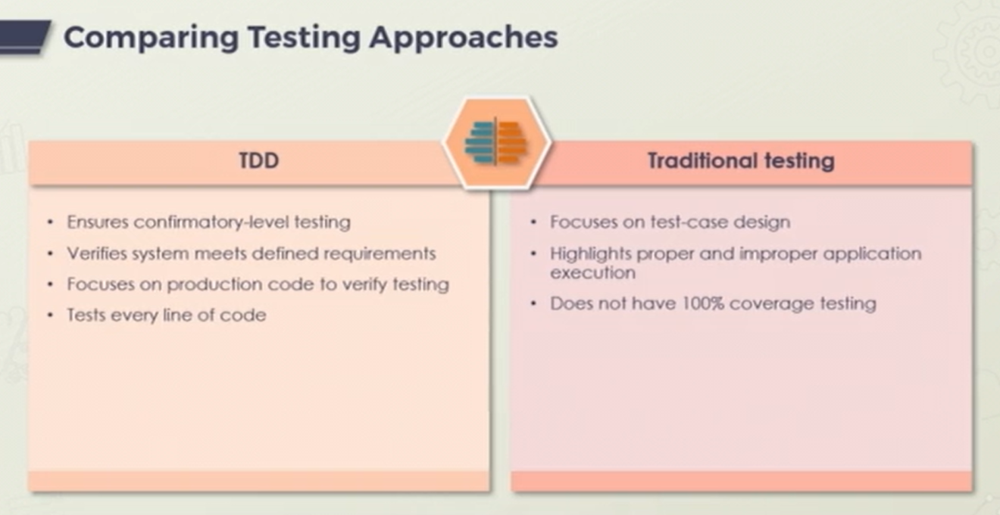 Comparing Testing Approaches
TDD
• Ensures confirmatory-level testing
• Verifies system meets defined requirements
• Focuses on production code to verify testing
• Tests every line of code
Traditional testing
• Focuses on test-case design
• Highlights proper and improper application
execution
• Does not have 100% coverage testing